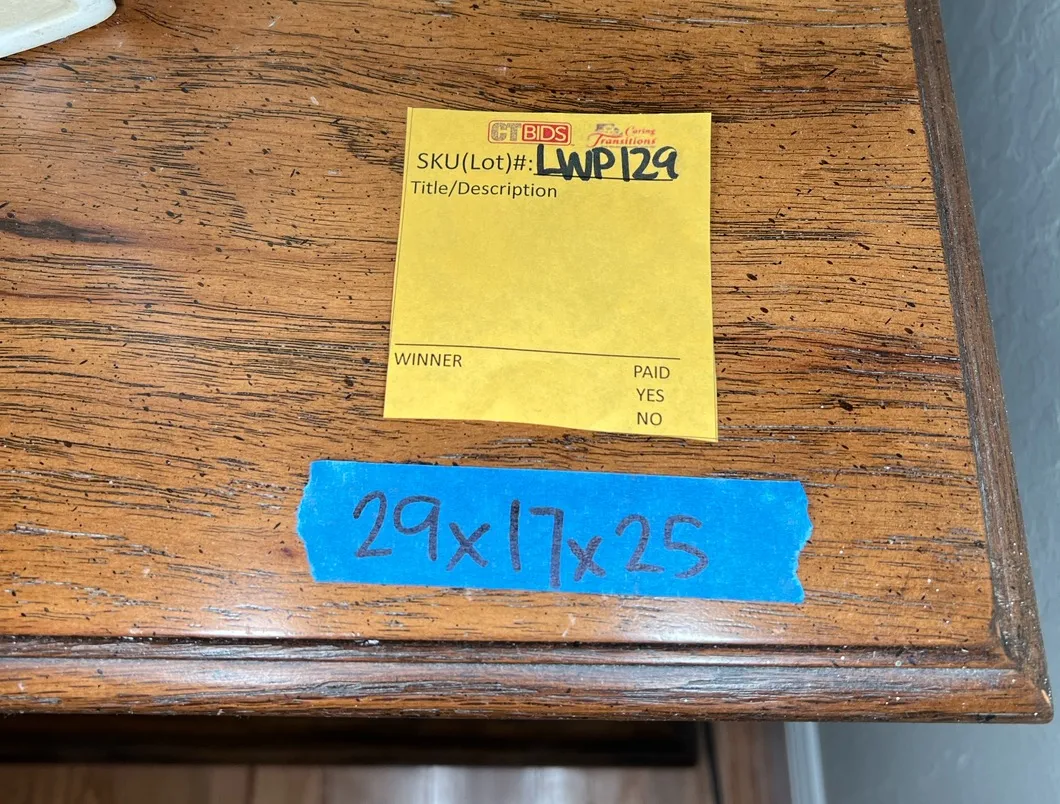 CTBIDS Caring Transitions
SKU(Lot)#: LWP129
Title/Description
WINNER
PAID
YES
NO
29x17x25